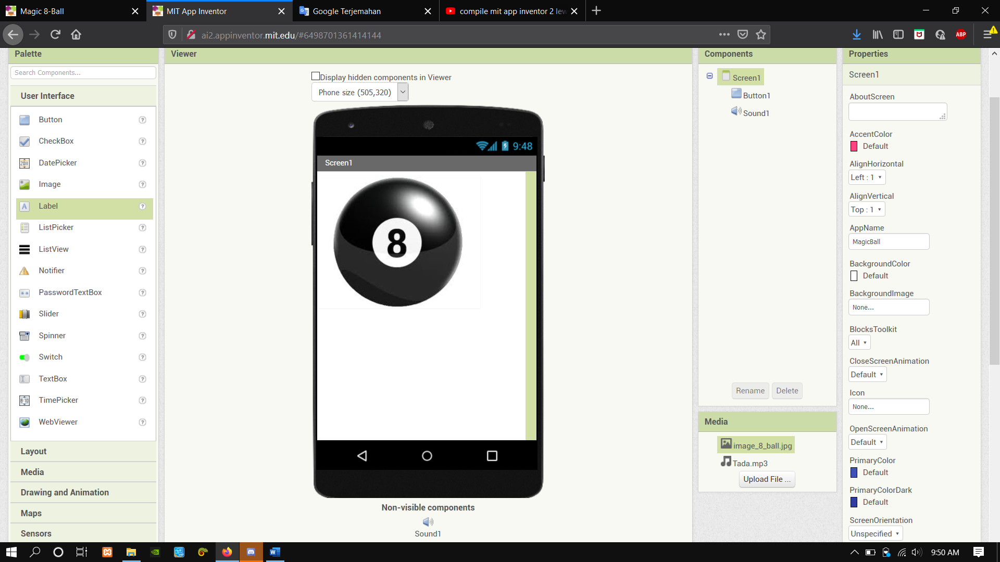 Magic 8-Ball
MIT App Inventor
Google Terjemahan
compile mit app inventor 2 lew
ai2.appinventor.mit.edu/#6498701361414144
ABP
Palette
Search Components...
User Interface
Button
CheckBox
DatePicker
Image
Label
ListPicker
ListView
Notifier
PasswordTextBox
Slider
Spinner
Switch
TextBox
TimePicker
WebViewer
Layout
Media
Drawing and Animation
Maps
Sensors
Viewer
Display hidden components in Viewer
Phone size (505,320)
9:48
Screen1
8
Non-visible components
Sound1
Components
Screen1
Button1
Sound1
Rename
Delete
Media
image_8_ball.jpg
Tada.mp3
Upload File ...
Properties
Screen1
AboutScreen
AccentColor
Default
AlignHorizontal
Left : 1
AlignVertical
Top : 1
AppName
MagicBall
BackgroundColor
Default
BackgroundImage
None...
BlocksToolkit
All
CloseScreenAnimation
Default
Icon
None...
OpenScreenAnimation
Default
PrimaryColor
Default
PrimaryColorDark
Default
ScreenOrientation
Unspecified
9:50 AM